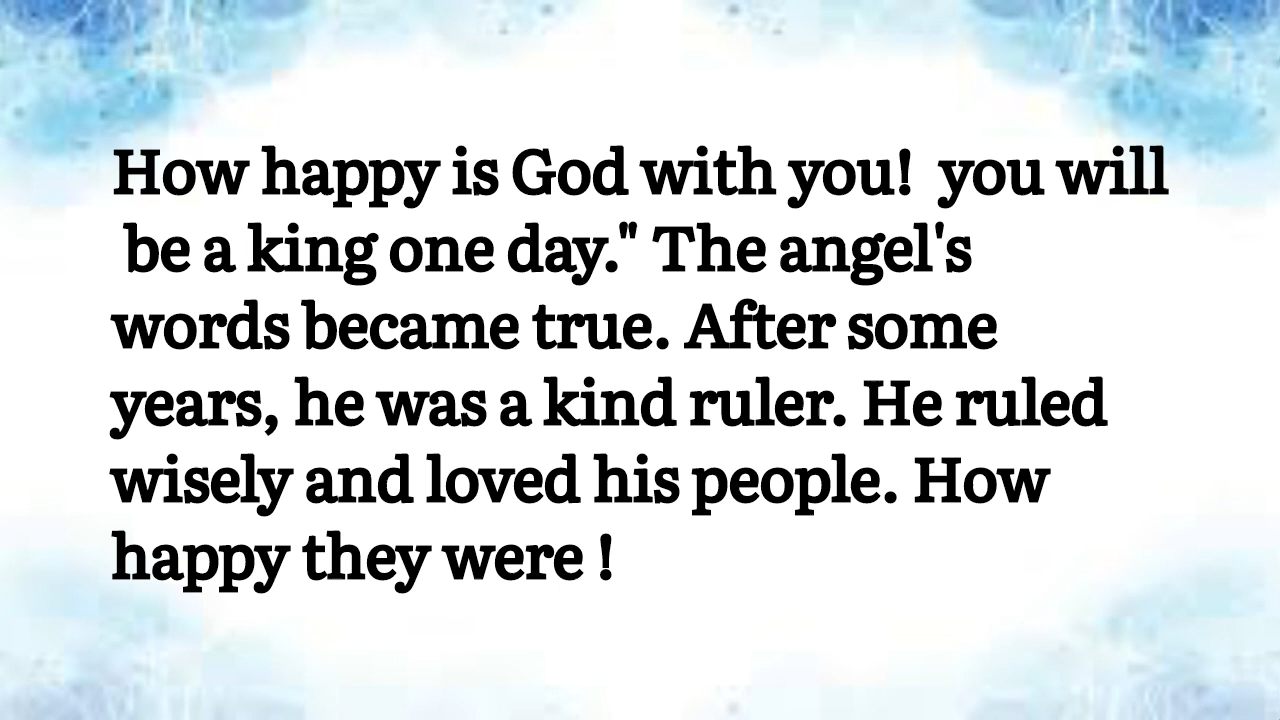 How happy is God with you!  you will
be a king one day." The angel's
words became true. After some
years, he was a kind ruler. He ruled
wisely and loved his people. How
happy they were !